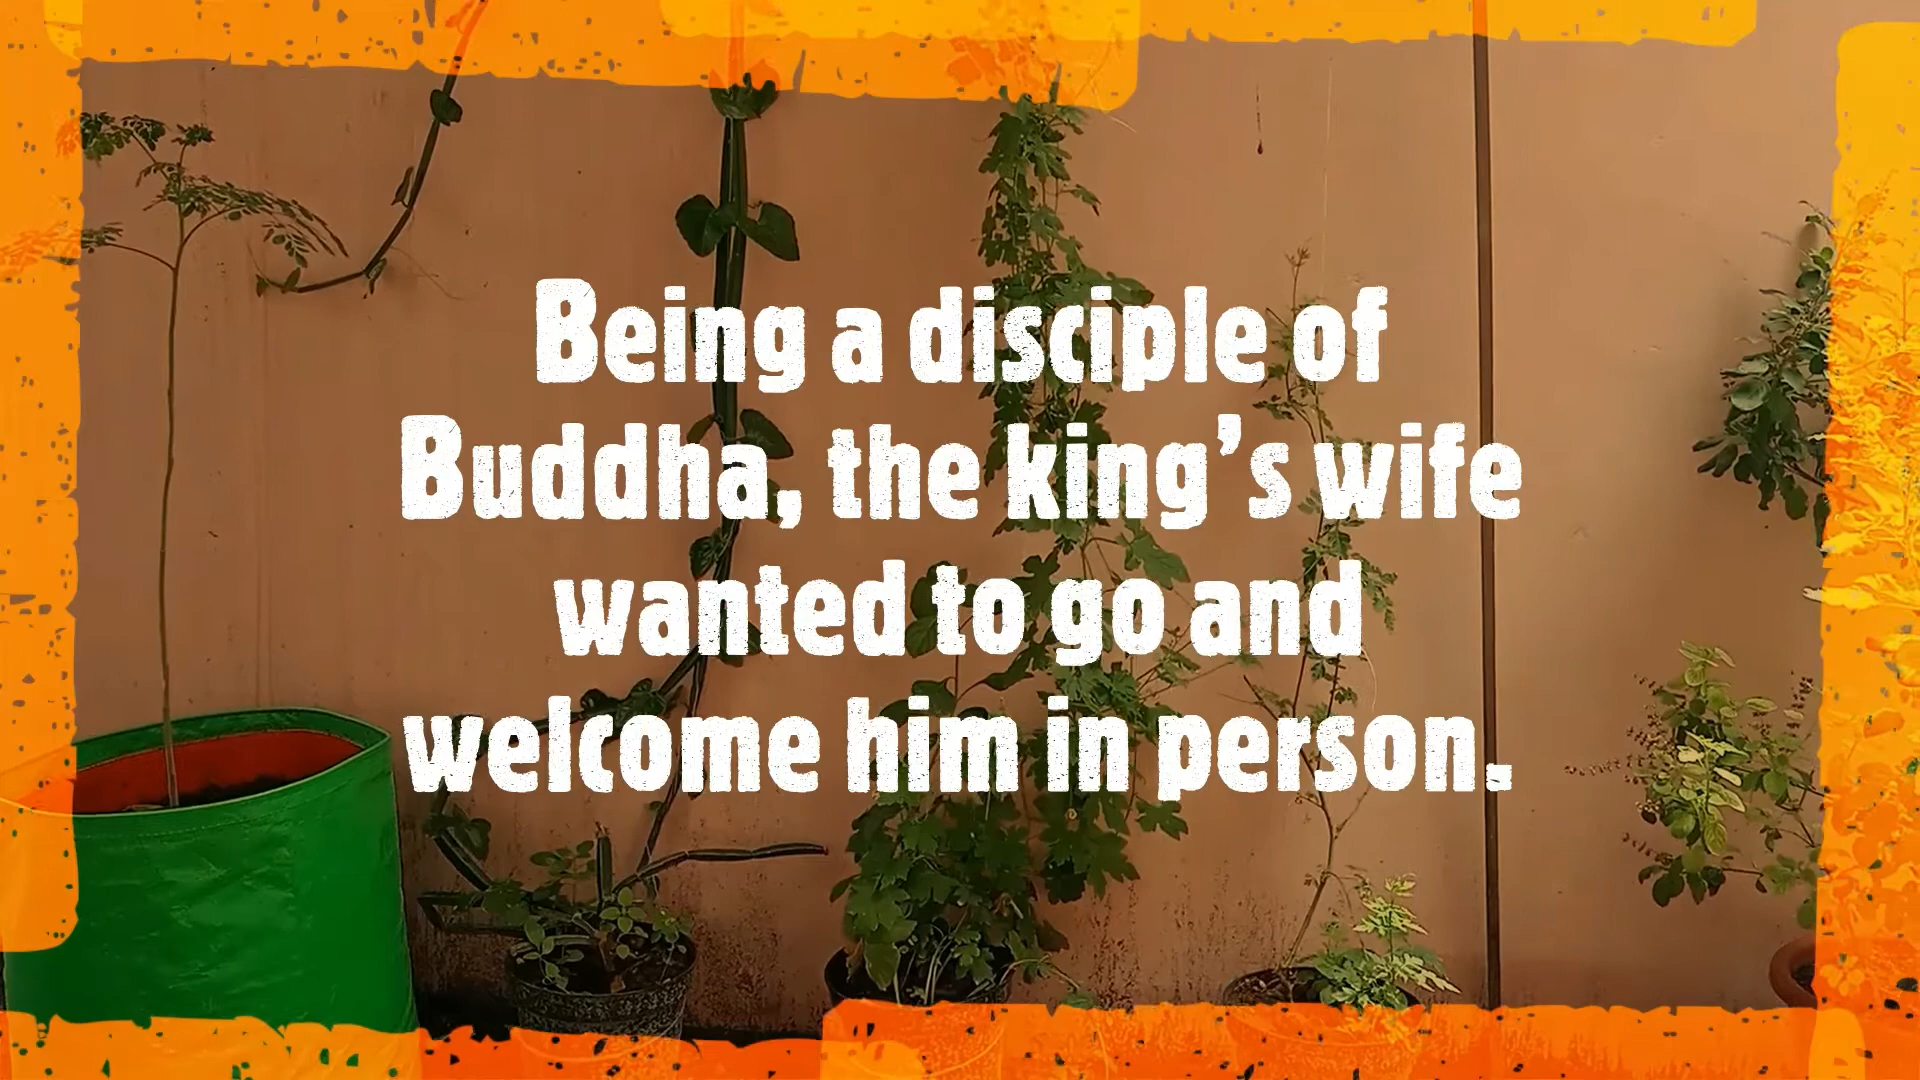 Being a disciple of
Buddha, the king’s wife
wanted to go and
welcome him in person.